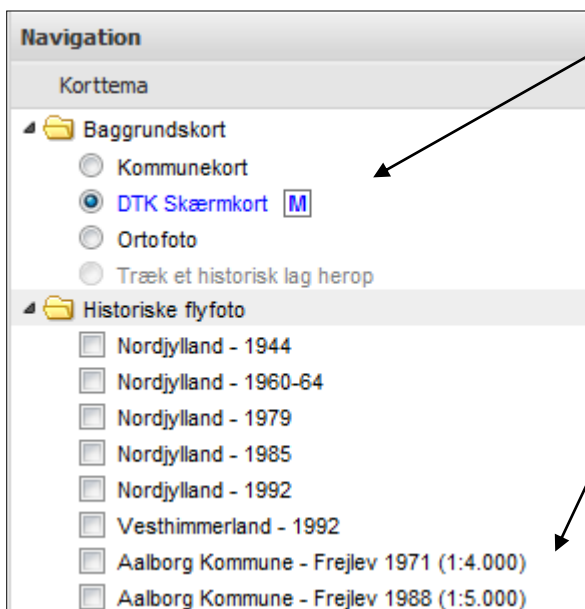 Navigation
Korttema
Baggrundskort
Kommunekort
DTK Skærmkort M
Ortofoto
Træk et historisk lag herop
Historiske flyfoto
Nordjylland - 1944
Nordjylland - 1960-64
Nordjylland - 1979
Nordjylland - 1985
Nordjylland - 1992
Vesthimmerland - 1992
Aalborg Kommune - Frejlev 1971 (1:4.000)
Aalborg Kommune - Frejlev 1988 (1:5.000)